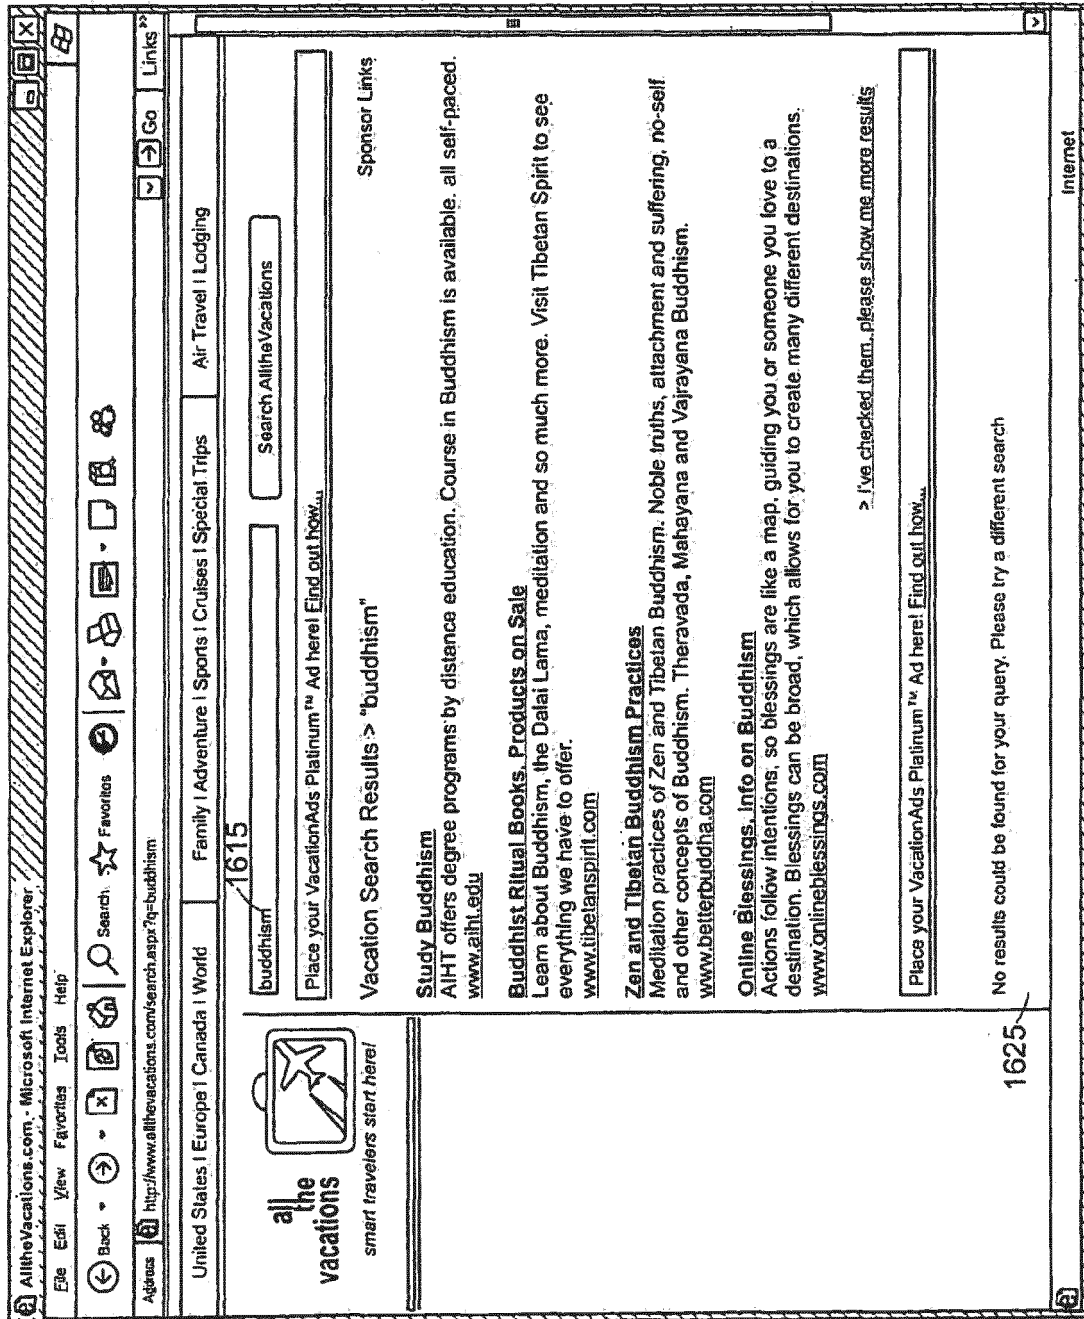 AlltheVacations.com - Microsoft Internet Explorer
File Edit View Favorites Tools Help
Back Search Favorites
Address http://www.allthevacations.com/search.aspx?q=buddhism Go Links »
United States | Europe | Canada | World Family | Adventure | Sports | Cruises | Special Trips Air Travel | Lodging
all
the
vacations
smart travelers start here!
1615
buddhism Search AlltheVacations
Place your VacationAds Platinum™ Ad here! Find out how...
Vacation Search Results > "buddhism" Sponsor Links
Study Buddhism
AIHT offers degree programs by distance education. Course in Buddhism is available. all self-paced.
www.aiht.edu
Buddhist Ritual Books, Products on Sale
Learn about Buddhism, the Dalai Lama, meditation and so much more. Visit Tibetan Spirit to see
everything we have to offer.
www.tibetanspirit.com
Zen and Tibetan Buddhism Practices
Meditation practices of Zen and Tibetan Buddhism. Noble truths, attachment and suffering, no-self
and other concepts of Buddhism. Theravada, Mahayana and Vajrayana Buddhism.
www.betterbuddha.com
Online Blessings, Info on Buddhism
Actions follow intentions, so blessings are like a map, guiding you or someone you love to a
destination. Blessings can be broad, which allows for you to create many different destinations.
www.onlineblessings.com
> I've checked them, please show me more results
Place your VacationAds Platinum™ Ad here! Find out how...
1625
No results could be found for your query. Please try a different search
Internet